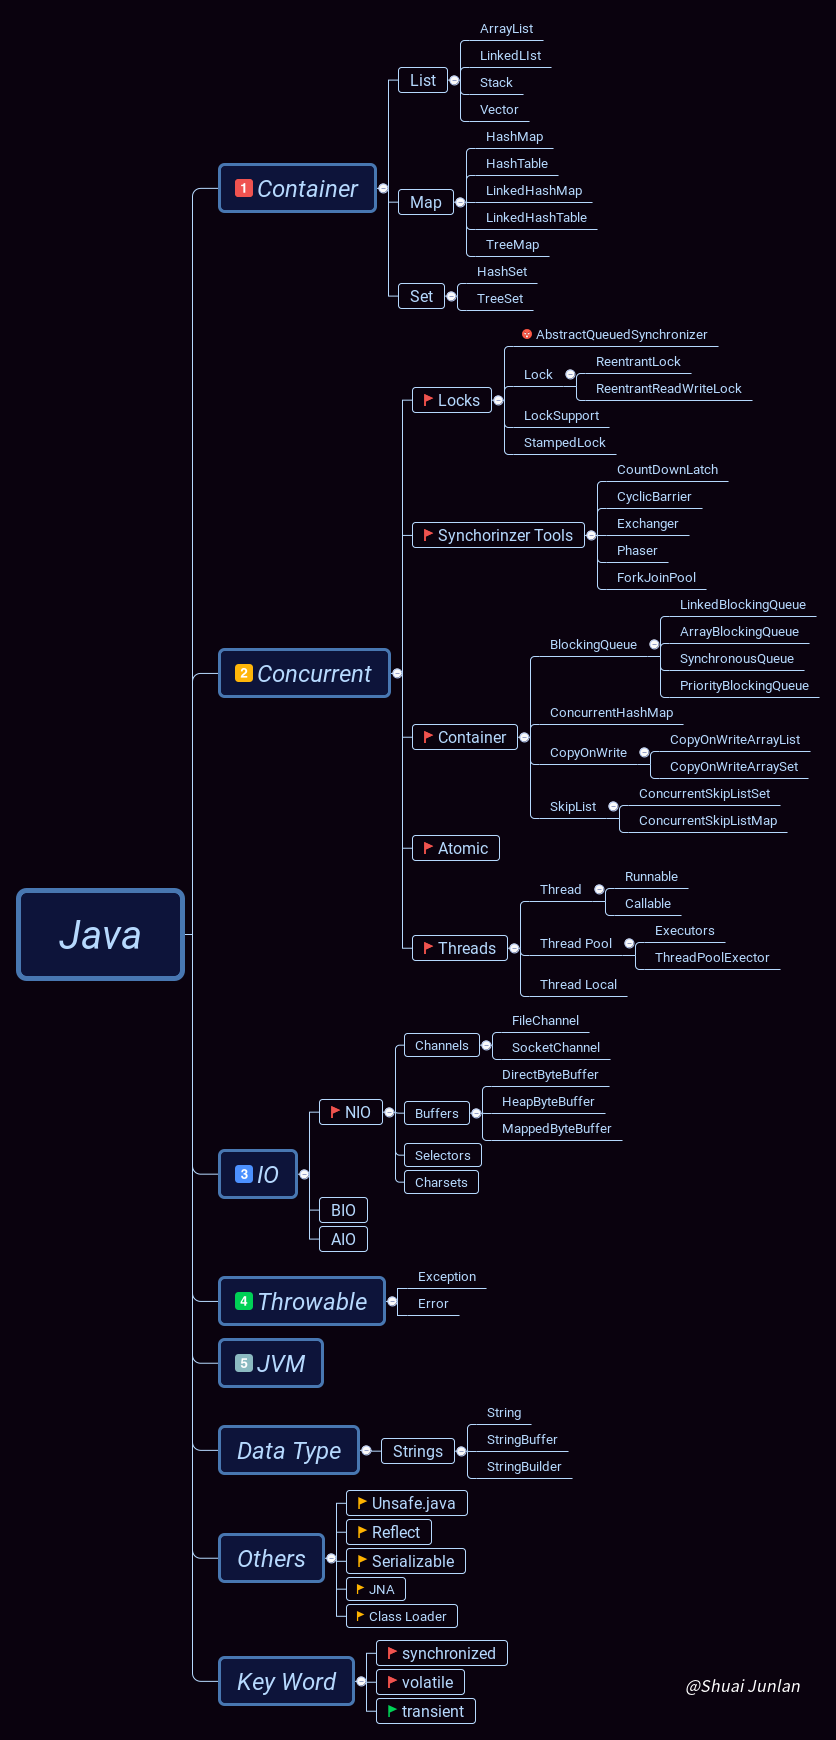 Java
1 Container
List
ArrayList
LinkedLIst
Stack
Vector
Map
HashMap
HashTable
LinkedHashMap
LinkedHashTable
TreeMap
Set
HashSet
TreeSet
2 Concurrent
Locks
AbstractQueuedSynchronizer
Lock
ReentrantLock
ReentrantReadWriteLock
LockSupport
StampedLock
Synchorinzer Tools
CountDownLatch
CyclicBarrier
Exchanger
Phaser
ForkJoinPool
Container
BlockingQueue
LinkedBlockingQueue
ArrayBlockingQueue
SynchronousQueue
PriorityBlockingQueue
ConcurrentHashMap
CopyOnWrite
CopyOnWriteArrayList
CopyOnWriteArraySet
SkipList
ConcurrentSkipListSet
ConcurrentSkipListMap
Atomic
Threads
Thread
Runnable
Callable
Thread Pool
Executors
ThreadPoolExector
Thread Local
3 IO
NIO
Channels
FileChannel
SocketChannel
Buffers
DirectByteBuffer
HeapByteBuffer
MappedByteBuffer
Selectors
Charsets
BIO
AIO
4 Throwable
Exception
Error
5 JVM
Data Type
Strings
String
StringBuffer
StringBuilder
Others
Unsafe.java
Reflect
Serializable
JNA
Class Loader
Key Word
synchronized
volatile
transient
@Shuai Junlan